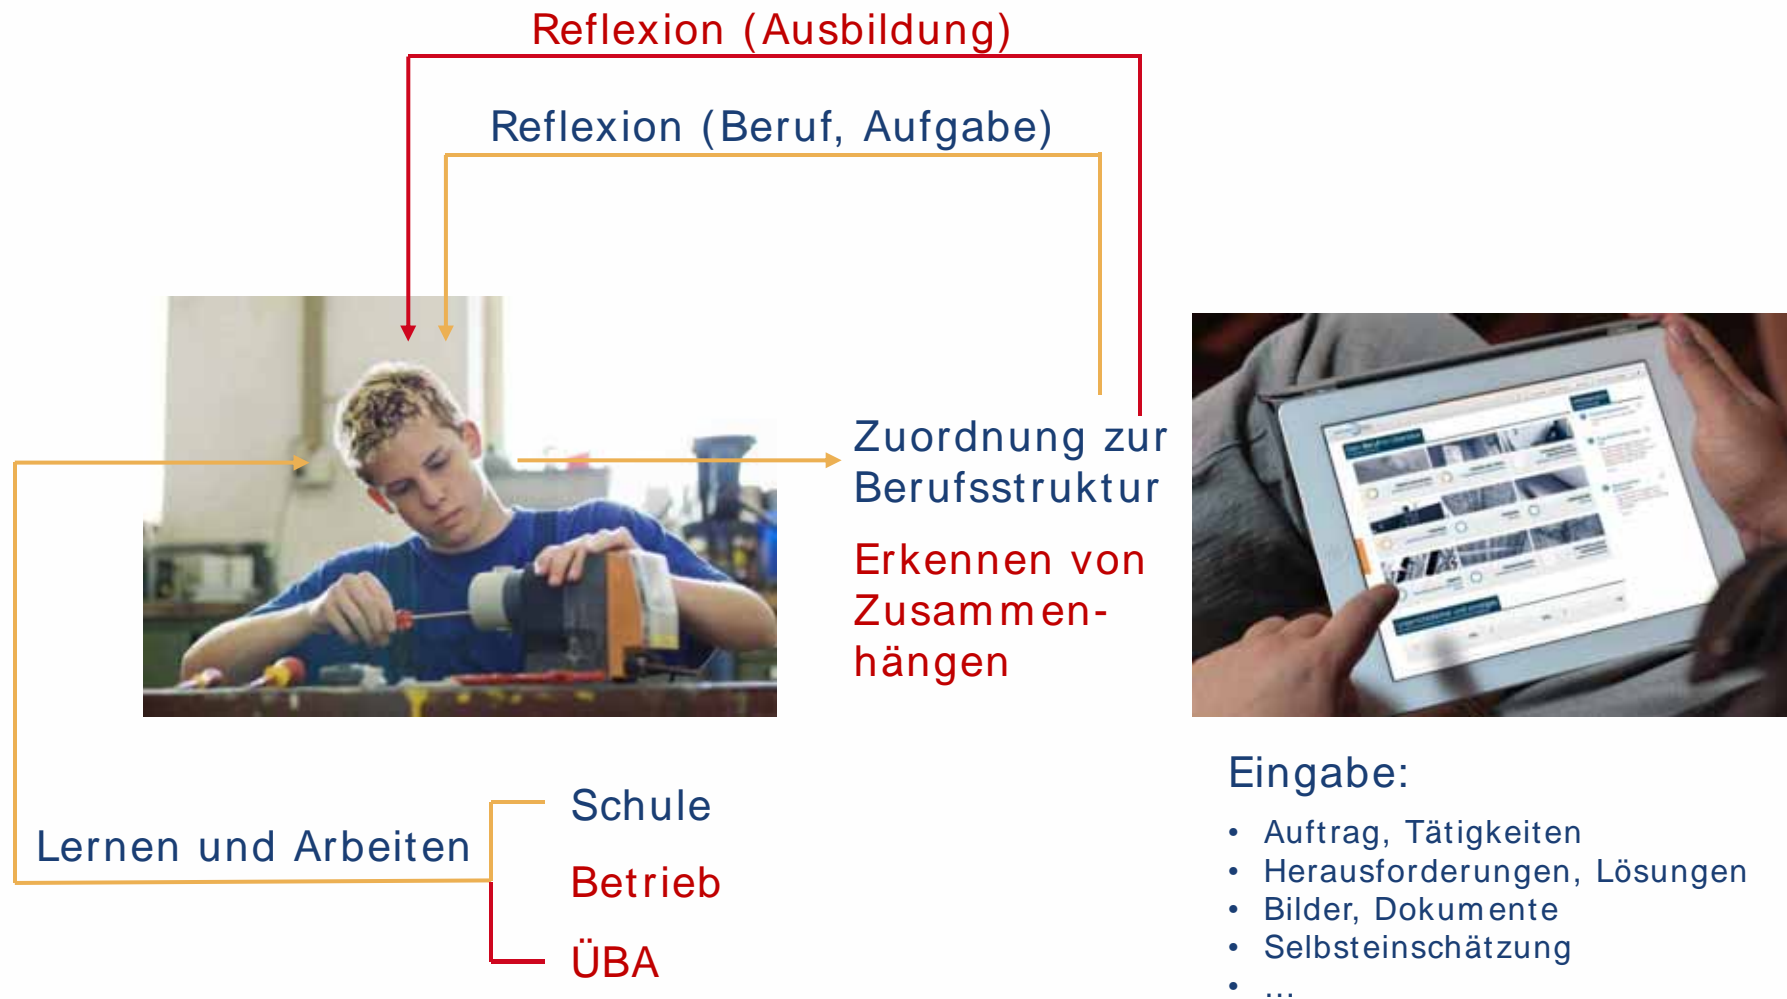 Reflexion (Ausbildung)
Reflexion (Beruf, Aufgabe)
Zuordnung zur
Berufsstruktur
Erkennen von
Zusammen-
hängen
Lernen und Arbeiten
Schule
Betrieb
ÜBA
Eingabe:
• Auftrag, Tätigkeiten
• Herausforderungen, Lösungen
• Bilder, Dokumente
• Selbsteinschätzung
• ...